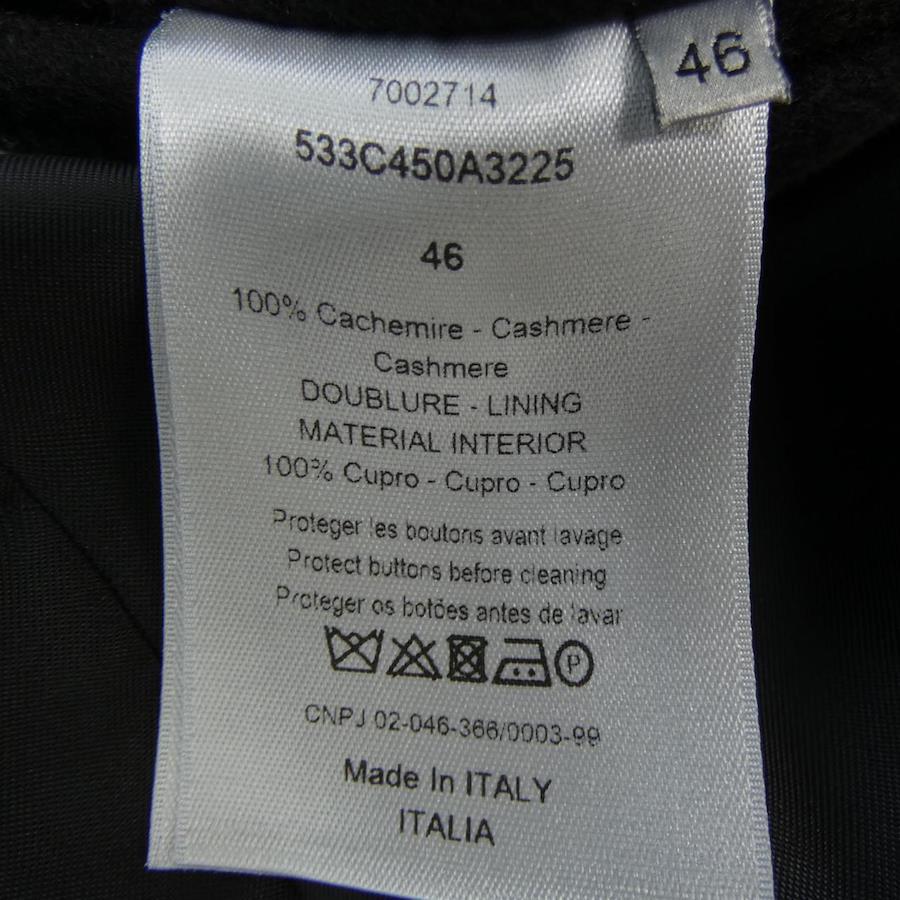 46
7002714
533C450A3225
46
100% Cachemire - Cashmere -
Cashmere
DOUBLURE - LINING
MATERIAL INTERIOR
100% Cupro - Cupro - Cupro
Proteger les boutons avant lavage
Protect buttons before cleaning
Proteger os botões antes de lavar
P
CNPJ 02-046-366/0003-99
Made In ITALY
ITALIA